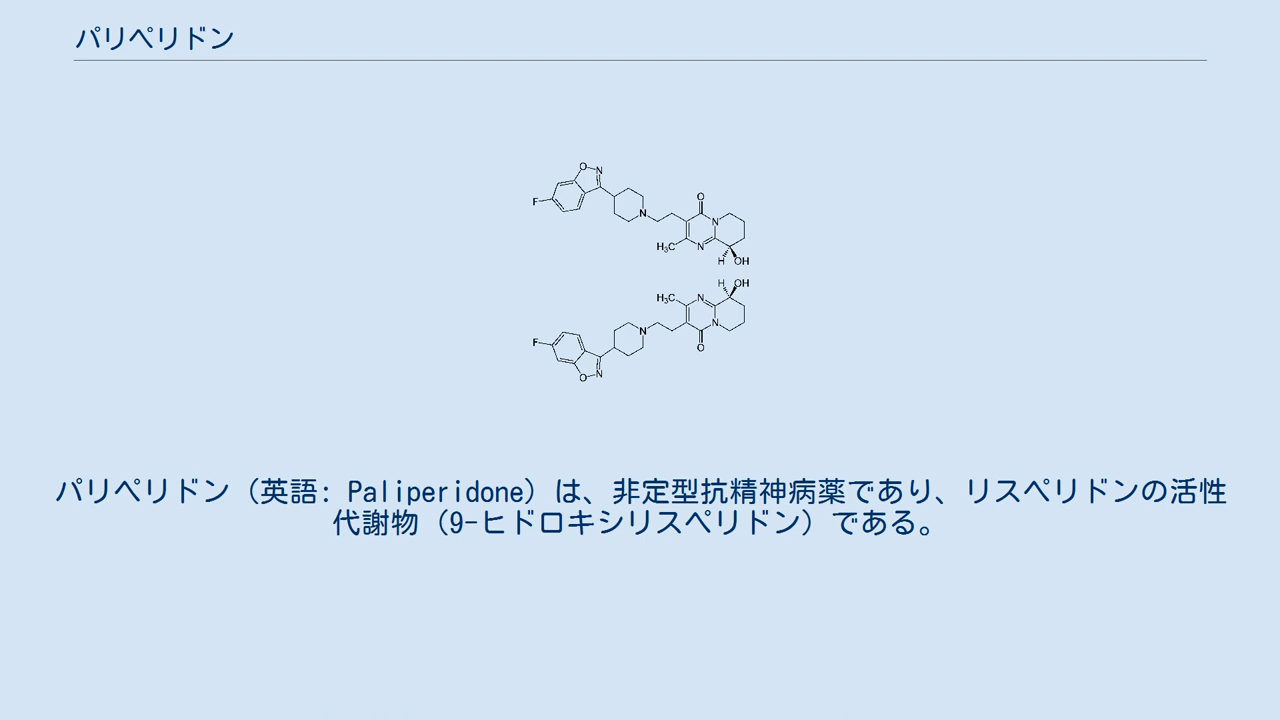 パリペリドン
O
N
F
N
O
N
H₃C
N
H
OH
H
OH
H₃C
N
N
N
F
O
O
N
パリペリドン（英語: Paliperidone）は、非定型抗精神病薬であり、リスペリドンの活性
代謝物（9-ヒドロキシリスペリドン）である。